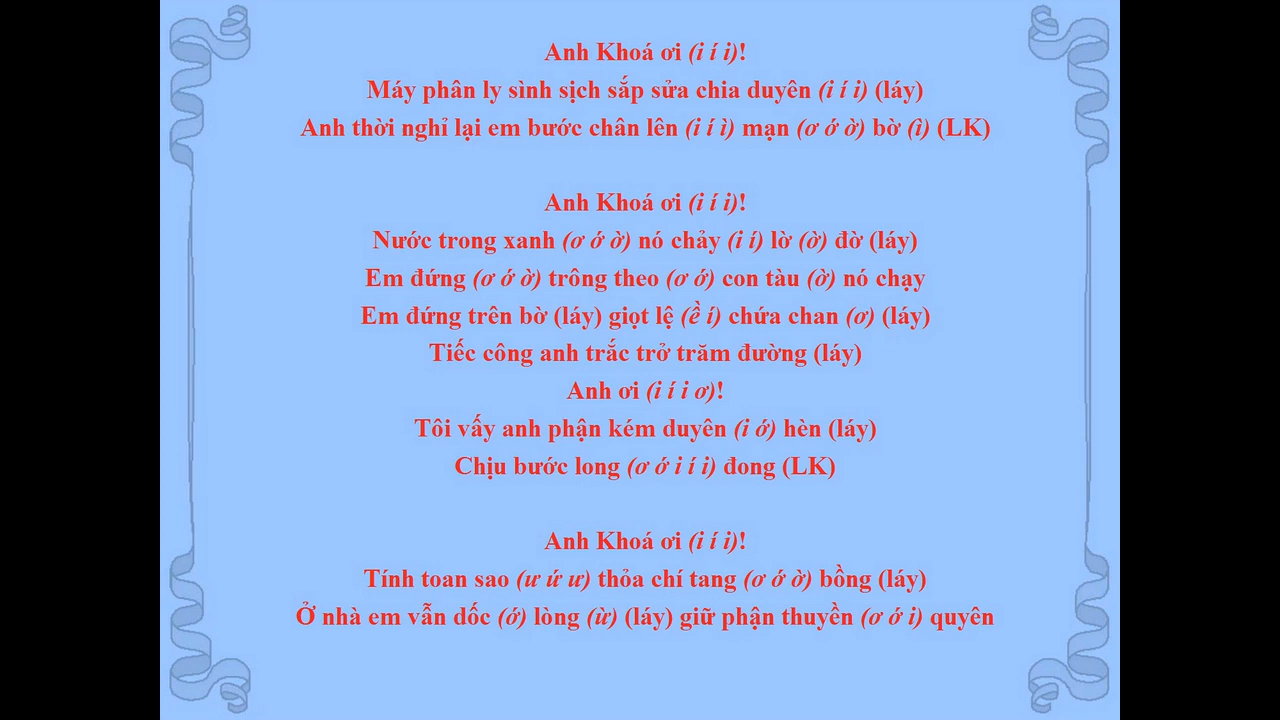 Anh Khoá ơi (i í i)!
Máy phân ly sình sịch sắp sửa chia duyên (i í i) (láy)
Anh thời nghỉ lại em bước chân lên (i í ì) mạn (ơ ớ ờ) bờ (ì) (LK)
Anh Khoá ơi (i í i)!
Nước trong xanh (ơ ớ ờ) nó chảy (i í) lờ (ờ) đờ (láy)
Em đứng (ơ ớ ờ) trông theo (ơ ớ) con tàu (ờ) nó chạy
Em đứng trên bờ (láy) giọt lệ (ề í) chứa chan (ơ) (láy)
Tiếc công anh trắc trở trăm đường (láy)
Anh ơi (i í i ơ)!
Tôi vấy anh phận kém duyên (i ớ) hèn (láy)
Chịu bước long (ơ ớ i í i) đong (LK)
Anh Khoá ơi (i í i)!
Tính toan sao (ư ứ ư) thỏa chí tang (ơ ớ ờ) bồng (láy)
Ở nhà em vẫn dốc (ớ) lòng (ừ) (láy) giữ phận thuyền (ơ ớ i) quyên